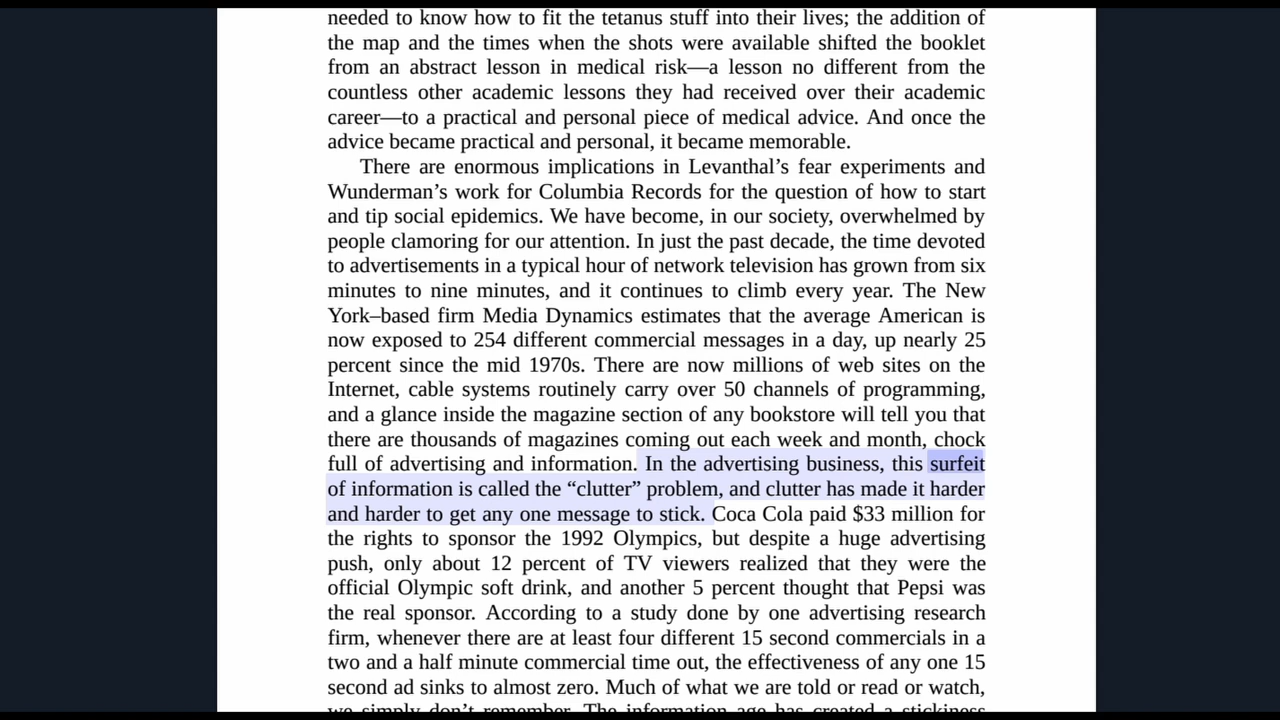 needed to know how to fit the tetanus stuff into their lives; the addition of
the map and the times when the shots were available shifted the booklet
from an abstract lesson in medical risk—a lesson no different from the
countless other academic lessons they had received over their academic
career—to a practical and personal piece of medical advice. And once the
advice became practical and personal, it became memorable.
There are enormous implications in Levanthal’s fear experiments and
Wunderman’s work for Columbia Records for the question of how to start
and tip social epidemics. We have become, in our society, overwhelmed by
people clamoring for our attention. In just the past decade, the time devoted
to advertisements in a typical hour of network television has grown from six
minutes to nine minutes, and it continues to climb every year. The New
York–based firm Media Dynamics estimates that the average American is
now exposed to 254 different commercial messages in a day, up nearly 25
percent since the mid 1970s. There are now millions of web sites on the
Internet, cable systems routinely carry over 50 channels of programming,
and a glance inside the magazine section of any bookstore will tell you that
there are thousands of magazines coming out each week and month, chock
full of advertising and information. In the advertising business, this surfeit
of information is called the “clutter” problem, and clutter has made it harder
and harder to get any one message to stick. Coca Cola paid $33 million for
the rights to sponsor the 1992 Olympics, but despite a huge advertising
push, only about 12 percent of TV viewers realized that they were the
official Olympic soft drink, and another 5 percent thought that Pepsi was
the real sponsor. According to a study done by one advertising research
firm, whenever there are at least four different 15 second commercials in a
two and a half minute commercial time out, the effectiveness of any one 15
second ad sinks to almost zero. Much of what we are told or read or watch,
we simply don’t remember. The information age has created a stickiness